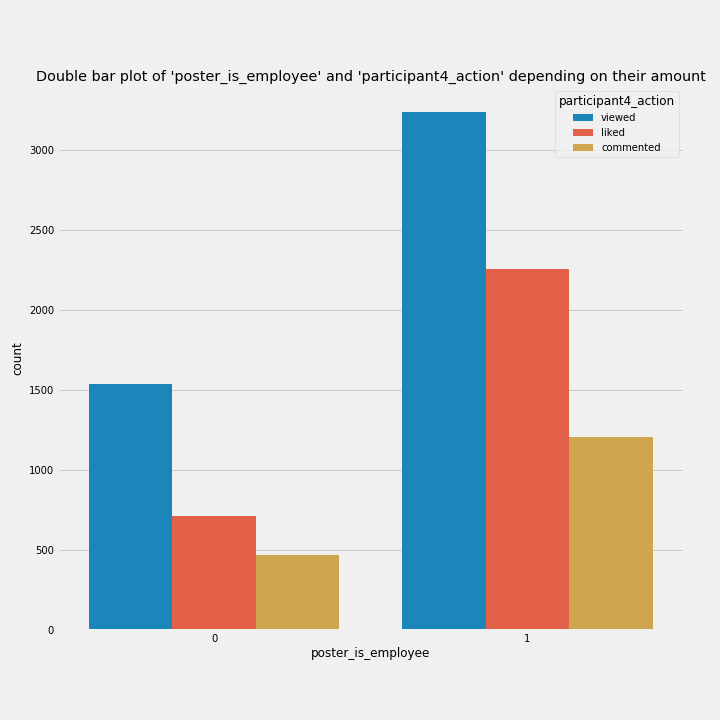 Double bar plot of 'poster_is_employee' and 'participant4_action' depending on their amount
participant4_action
viewed
liked
commented
3000
2500
2000
1500
1000
500
0
count
0
1
poster_is_employee